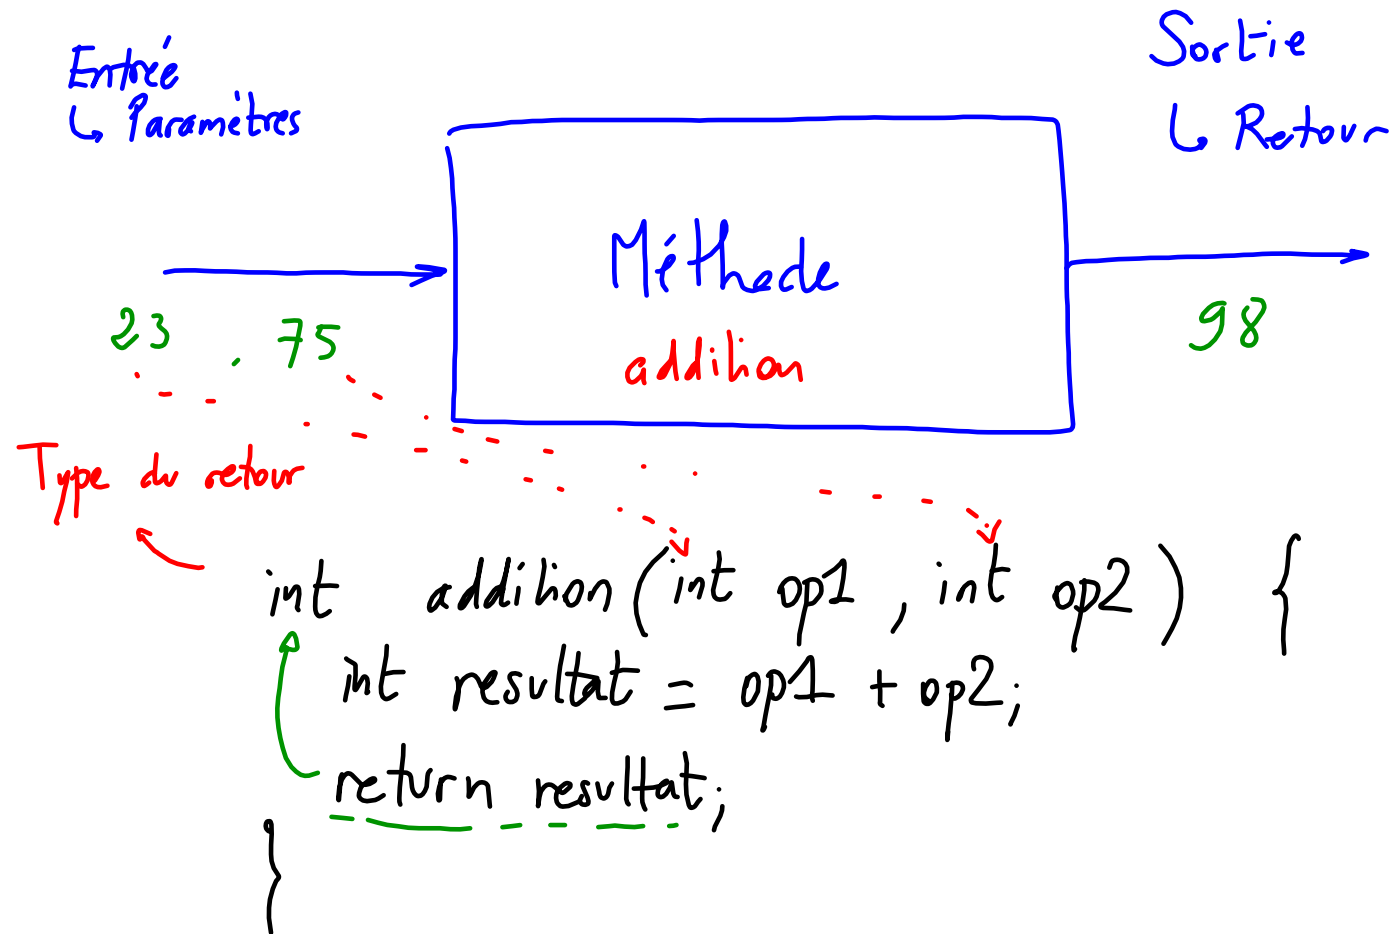 Entrée
↳ Paramètres
Sortie
↳ Retour
Méthode
addition
23 , 75
98
Type du retour
int addition(int op1 , int op2) {
int resultat = op1 + op2;
return resultat;
}